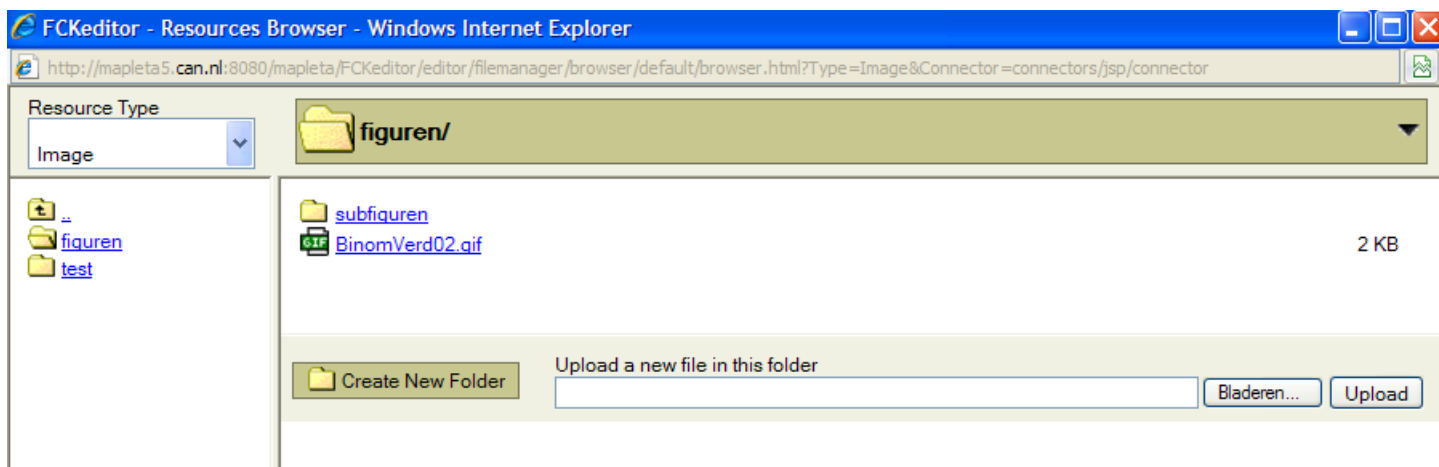 FCKeditor - Resources Browser - Windows Internet Explorer
http://mapleta5.can.nl:8080/mapleta/FCKeditor/editor/filemanager/browser/default/browser.html?Type=Image&Connector=connectors/jsp/connector
Resource Type
Image
figuren/
..
figuren
test
subfiguren
GIF BinomVerd02.gif 2 KB
Create New Folder
Upload a new file in this folder
Bladeren... Upload